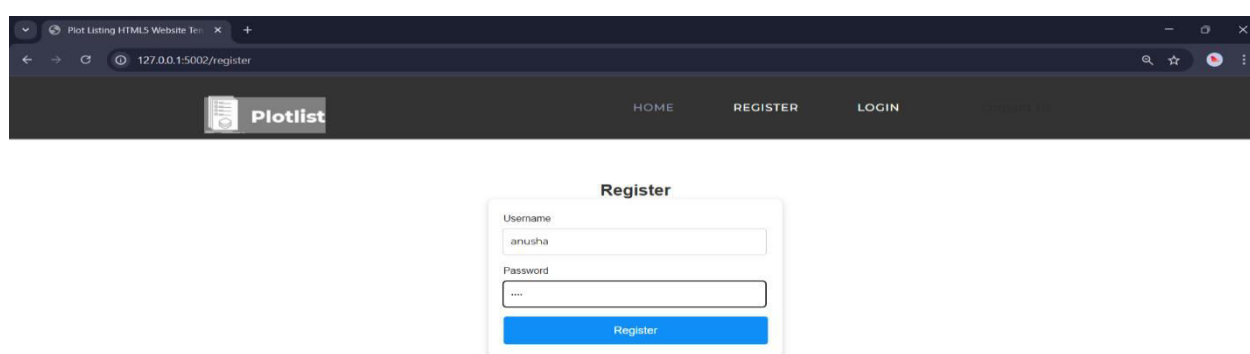 Plot Listing HTML5 Website Ten
127.0.0.1:5002/register
Plotlist
HOME REGISTER LOGIN
Register
Username
anusha
Password
....
Register